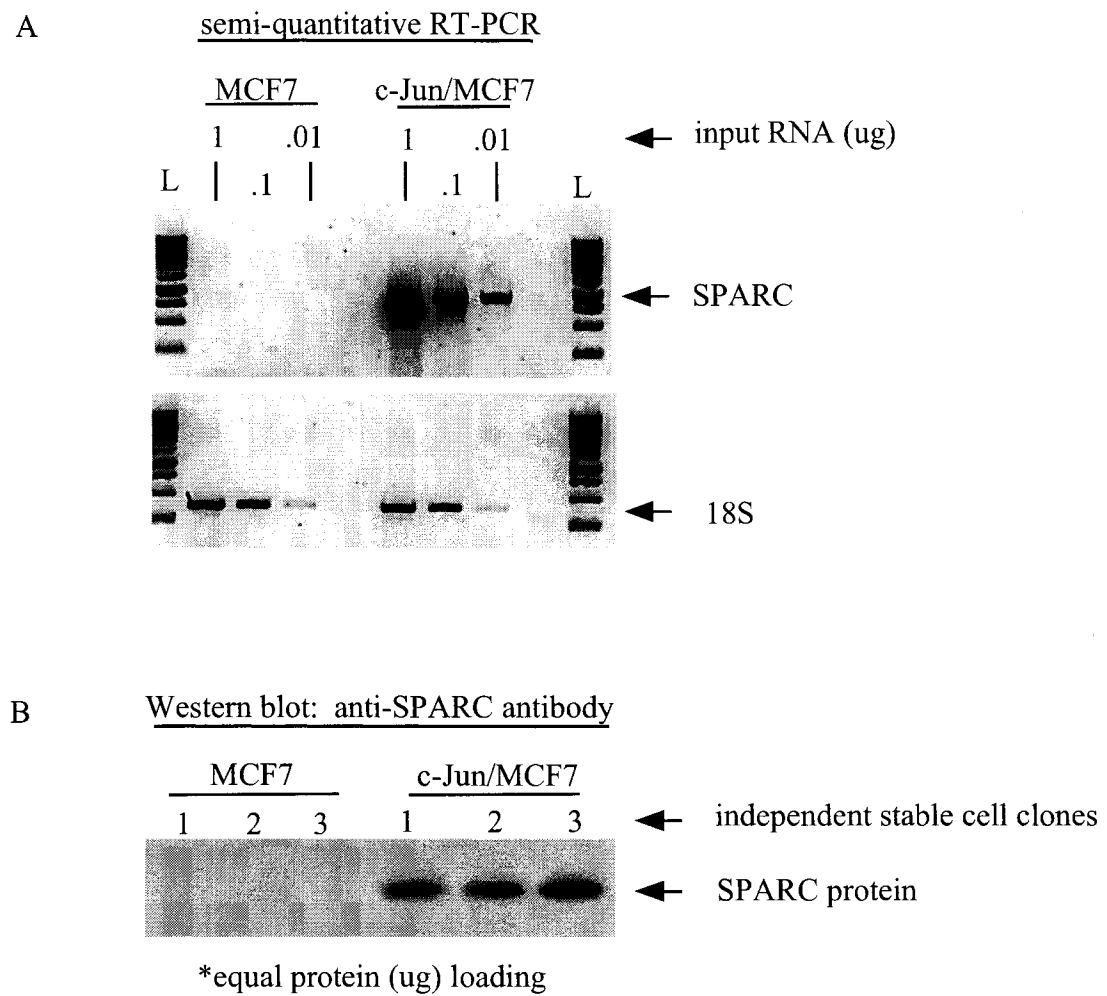 A
semi-quantitative RT-PCR
MCF7 c-Jun/MCF7
1 .01 1 .01 input RNA (ug)
L .1 .1 L
SPARC
18S
B
Western blot: anti-SPARC antibody
MCF7 c-Jun/MCF7
1 2 3 1 2 3 independent stable cell clones
SPARC protein
*equal protein (ug) loading